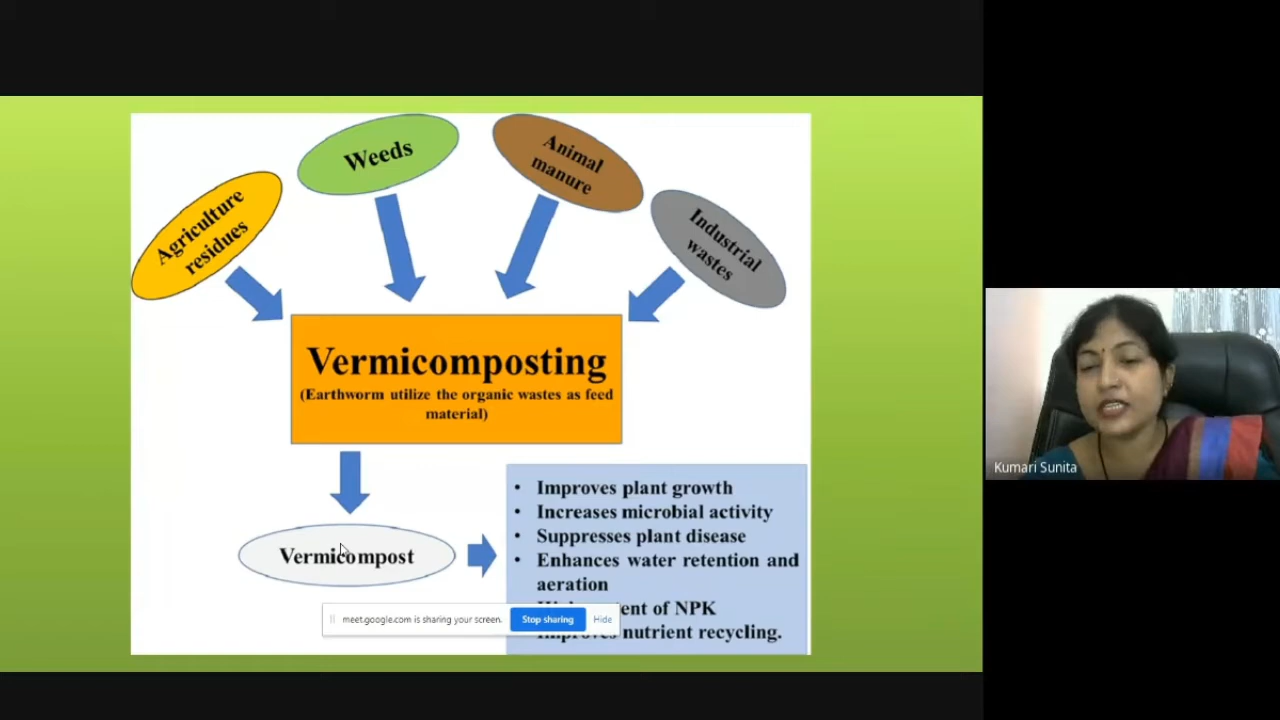 Weeds
Animal
manure
Agriculture
residues
Industrial
wastes
Vermicomposting
(Earthworm utilize the organic wastes as feed
material)
Vermicompost
• Improves plant growth
• Increases microbial activity
• Suppresses plant disease
• Enhances water retention and
aeration
of NPK
nutrient recycling.
meet.google.com is sharing your screen.
Stop sharing
Hide
Kumari Sunita